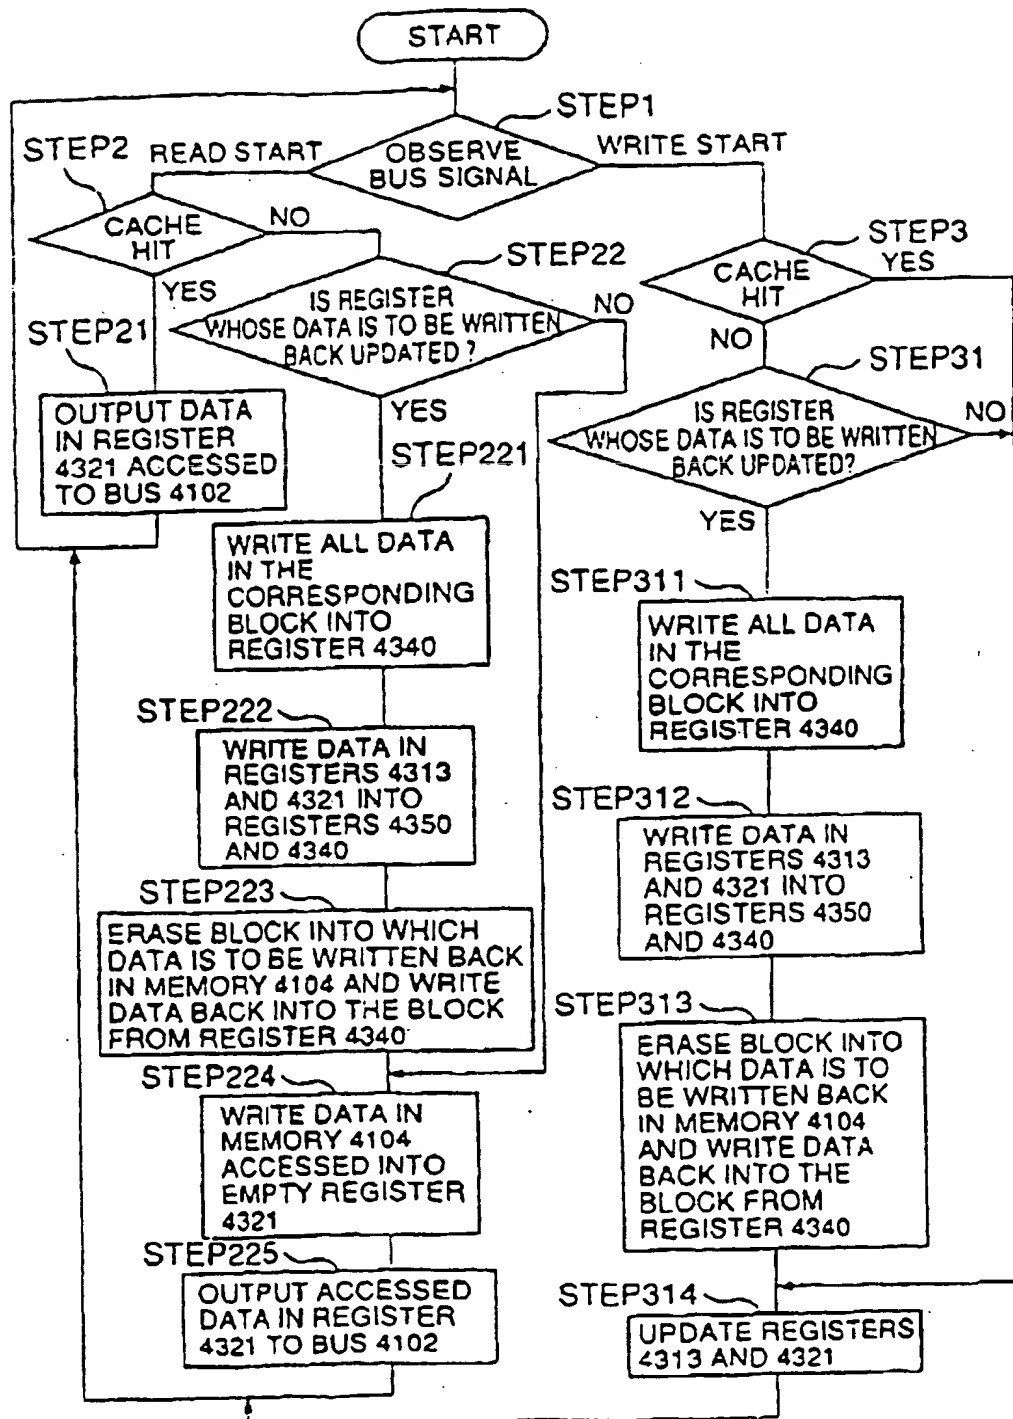 START
STEP1
OBSERVE
BUS SIGNAL
READ START
WRITE START
STEP2
CACHE
HIT
NO
YES
STEP3
CACHE
HIT
YES
NO
STEP22
IS REGISTER
WHOSE DATA IS TO BE WRITTEN
BACK UPDATED ?
NO
YES
STEP21
OUTPUT DATA
IN REGISTER
4321 ACCESSED
TO BUS 4102
STEP31
IS REGISTER
WHOSE DATA IS TO BE WRITTEN
BACK UPDATED?
NO
YES
STEP221
WRITE ALL DATA
IN THE
CORRESPONDING
BLOCK INTO
REGISTER 4340
STEP222
WRITE DATA IN
REGISTERS 4313
AND 4321 INTO
REGISTERS 4350
AND 4340
STEP223
ERASE BLOCK INTO WHICH
DATA IS TO BE WRITTEN BACK
IN MEMORY 4104 AND WRITE
DATA BACK INTO THE BLOCK
FROM REGISTER 4340
STEP224
WRITE DATA IN
MEMORY 4104
ACCESSED INTO
EMPTY REGISTER
4321
STEP225
OUTPUT ACCESSED
DATA IN REGISTER
4321 TO BUS 4102
STEP311
WRITE ALL DATA
IN THE
CORRESPONDING
BLOCK INTO
REGISTER 4340
STEP312
WRITE DATA IN
REGISTERS 4313
AND 4321 INTO
REGISTERS 4350
AND 4340
STEP313
ERASE BLOCK INTO
WHICH DATA IS TO
BE WRITTEN BACK
IN MEMORY 4104
AND WRITE DATA
BACK INTO THE
BLOCK FROM
REGISTER 4340
STEP314
UPDATE REGISTERS
4313 AND 4321